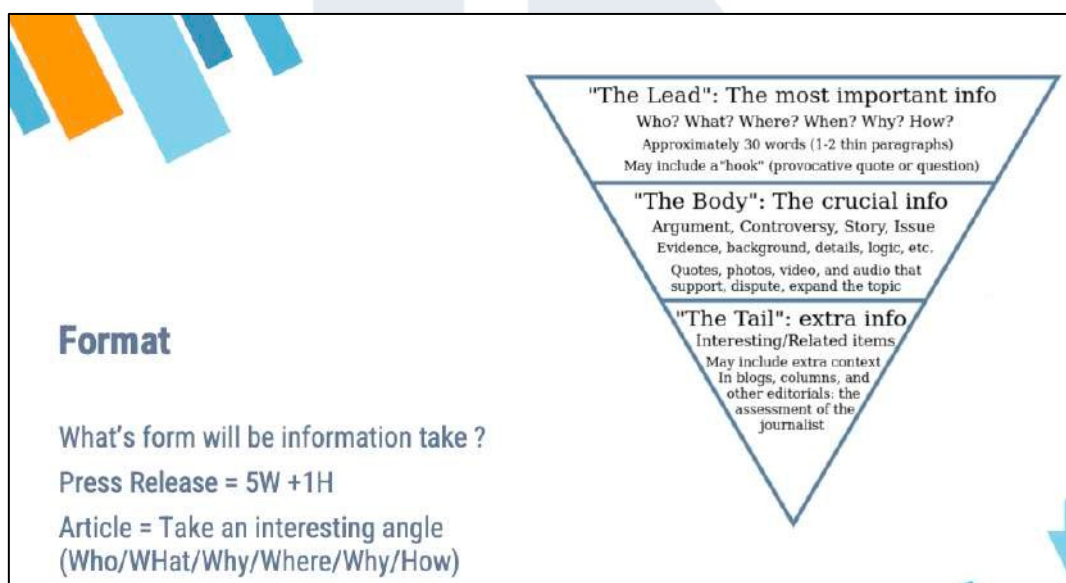 "The Lead": The most important info
Who? What? Where? When? Why? How?
Approximately 30 words (1-2 thin paragraphs)
May include a"hook" (provocative quote or question)
"The Body": The crucial info
Argument, Controversy, Story, Issue
Evidence, background, details, logic, etc.
Quotes, photos, video, and audio that
support, dispute, expand the topic
"The Tail": extra info
Interesting/Related items
May include extra context
In blogs, columns, and
other editorials: the
assessment of the
journalist
Format
What's form will be information take ?
Press Release = 5W +1H
Article = Take an interesting angle
(Who/WHat/Why/Where/Why/How)